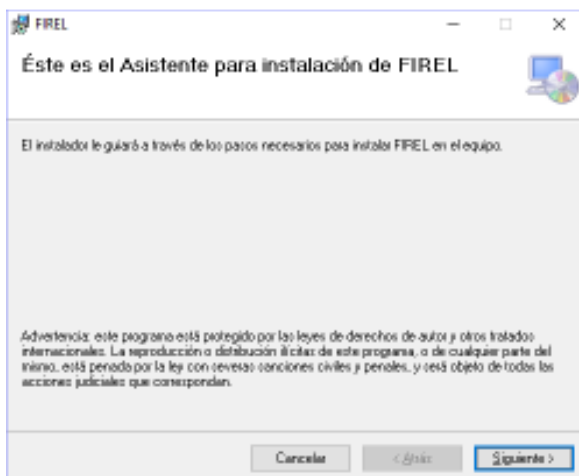 FIREL
Éste es el Asistente para instalación de FIREL
El instalador le guiará a través de los pasos necesarios para instalar FIREL en el equipo.
Advertencia: este programa está protegido por las leyes de derechos de autor y otros tratados
internacionales. La reproducción o distribución ilícitas de este programa, o de cualquier parte del
mismo, está penada por la ley con severas sanciones civiles y penales, y será objeto de todas las
acciones judiciales que correspondan.
Cancelar < Atrás Siguiente >